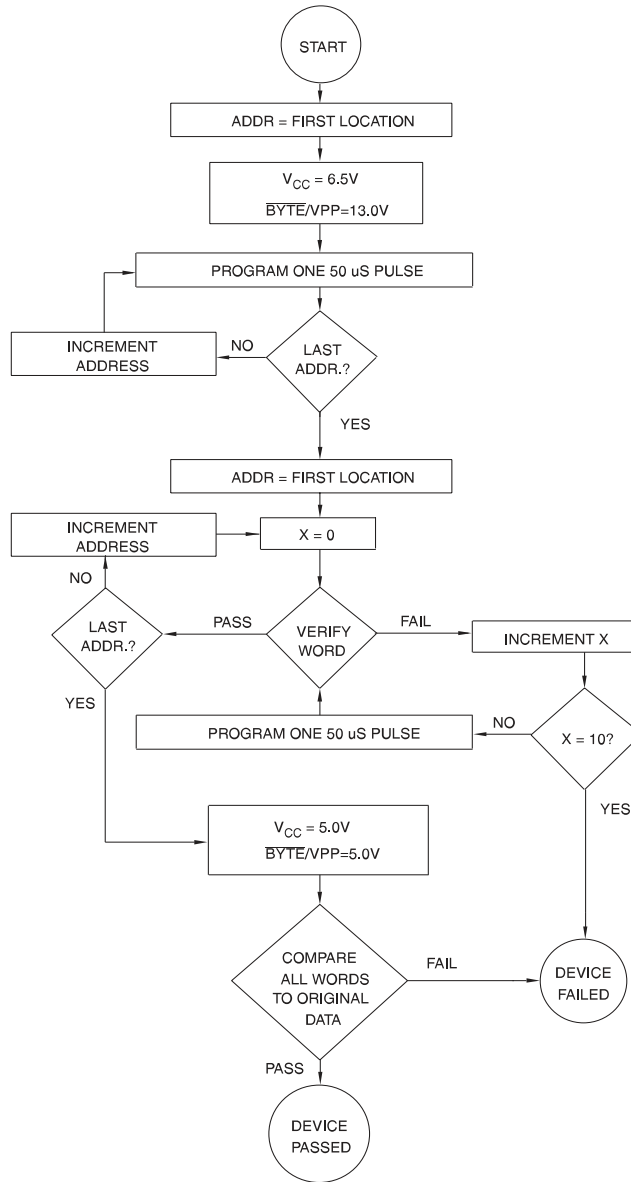 START
ADDR = FIRST LOCATION
VCC = 6.5V
BYTE/VPP=13.0V
PROGRAM ONE 50 uS PULSE
INCREMENT
ADDRESS
NO
LAST
ADDR.?
YES
ADDR = FIRST LOCATION
INCREMENT
ADDRESS
X = 0
NO
LAST
ADDR.?
PASS
VERIFY
WORD
FAIL
INCREMENT X
YES
PROGRAM ONE 50 uS PULSE
NO
X = 10?
YES
VCC = 5.0V
BYTE/VPP=5.0V
COMPARE
ALL WORDS
TO ORIGINAL
DATA
FAIL
DEVICE
FAILED
PASS
DEVICE
PASSED